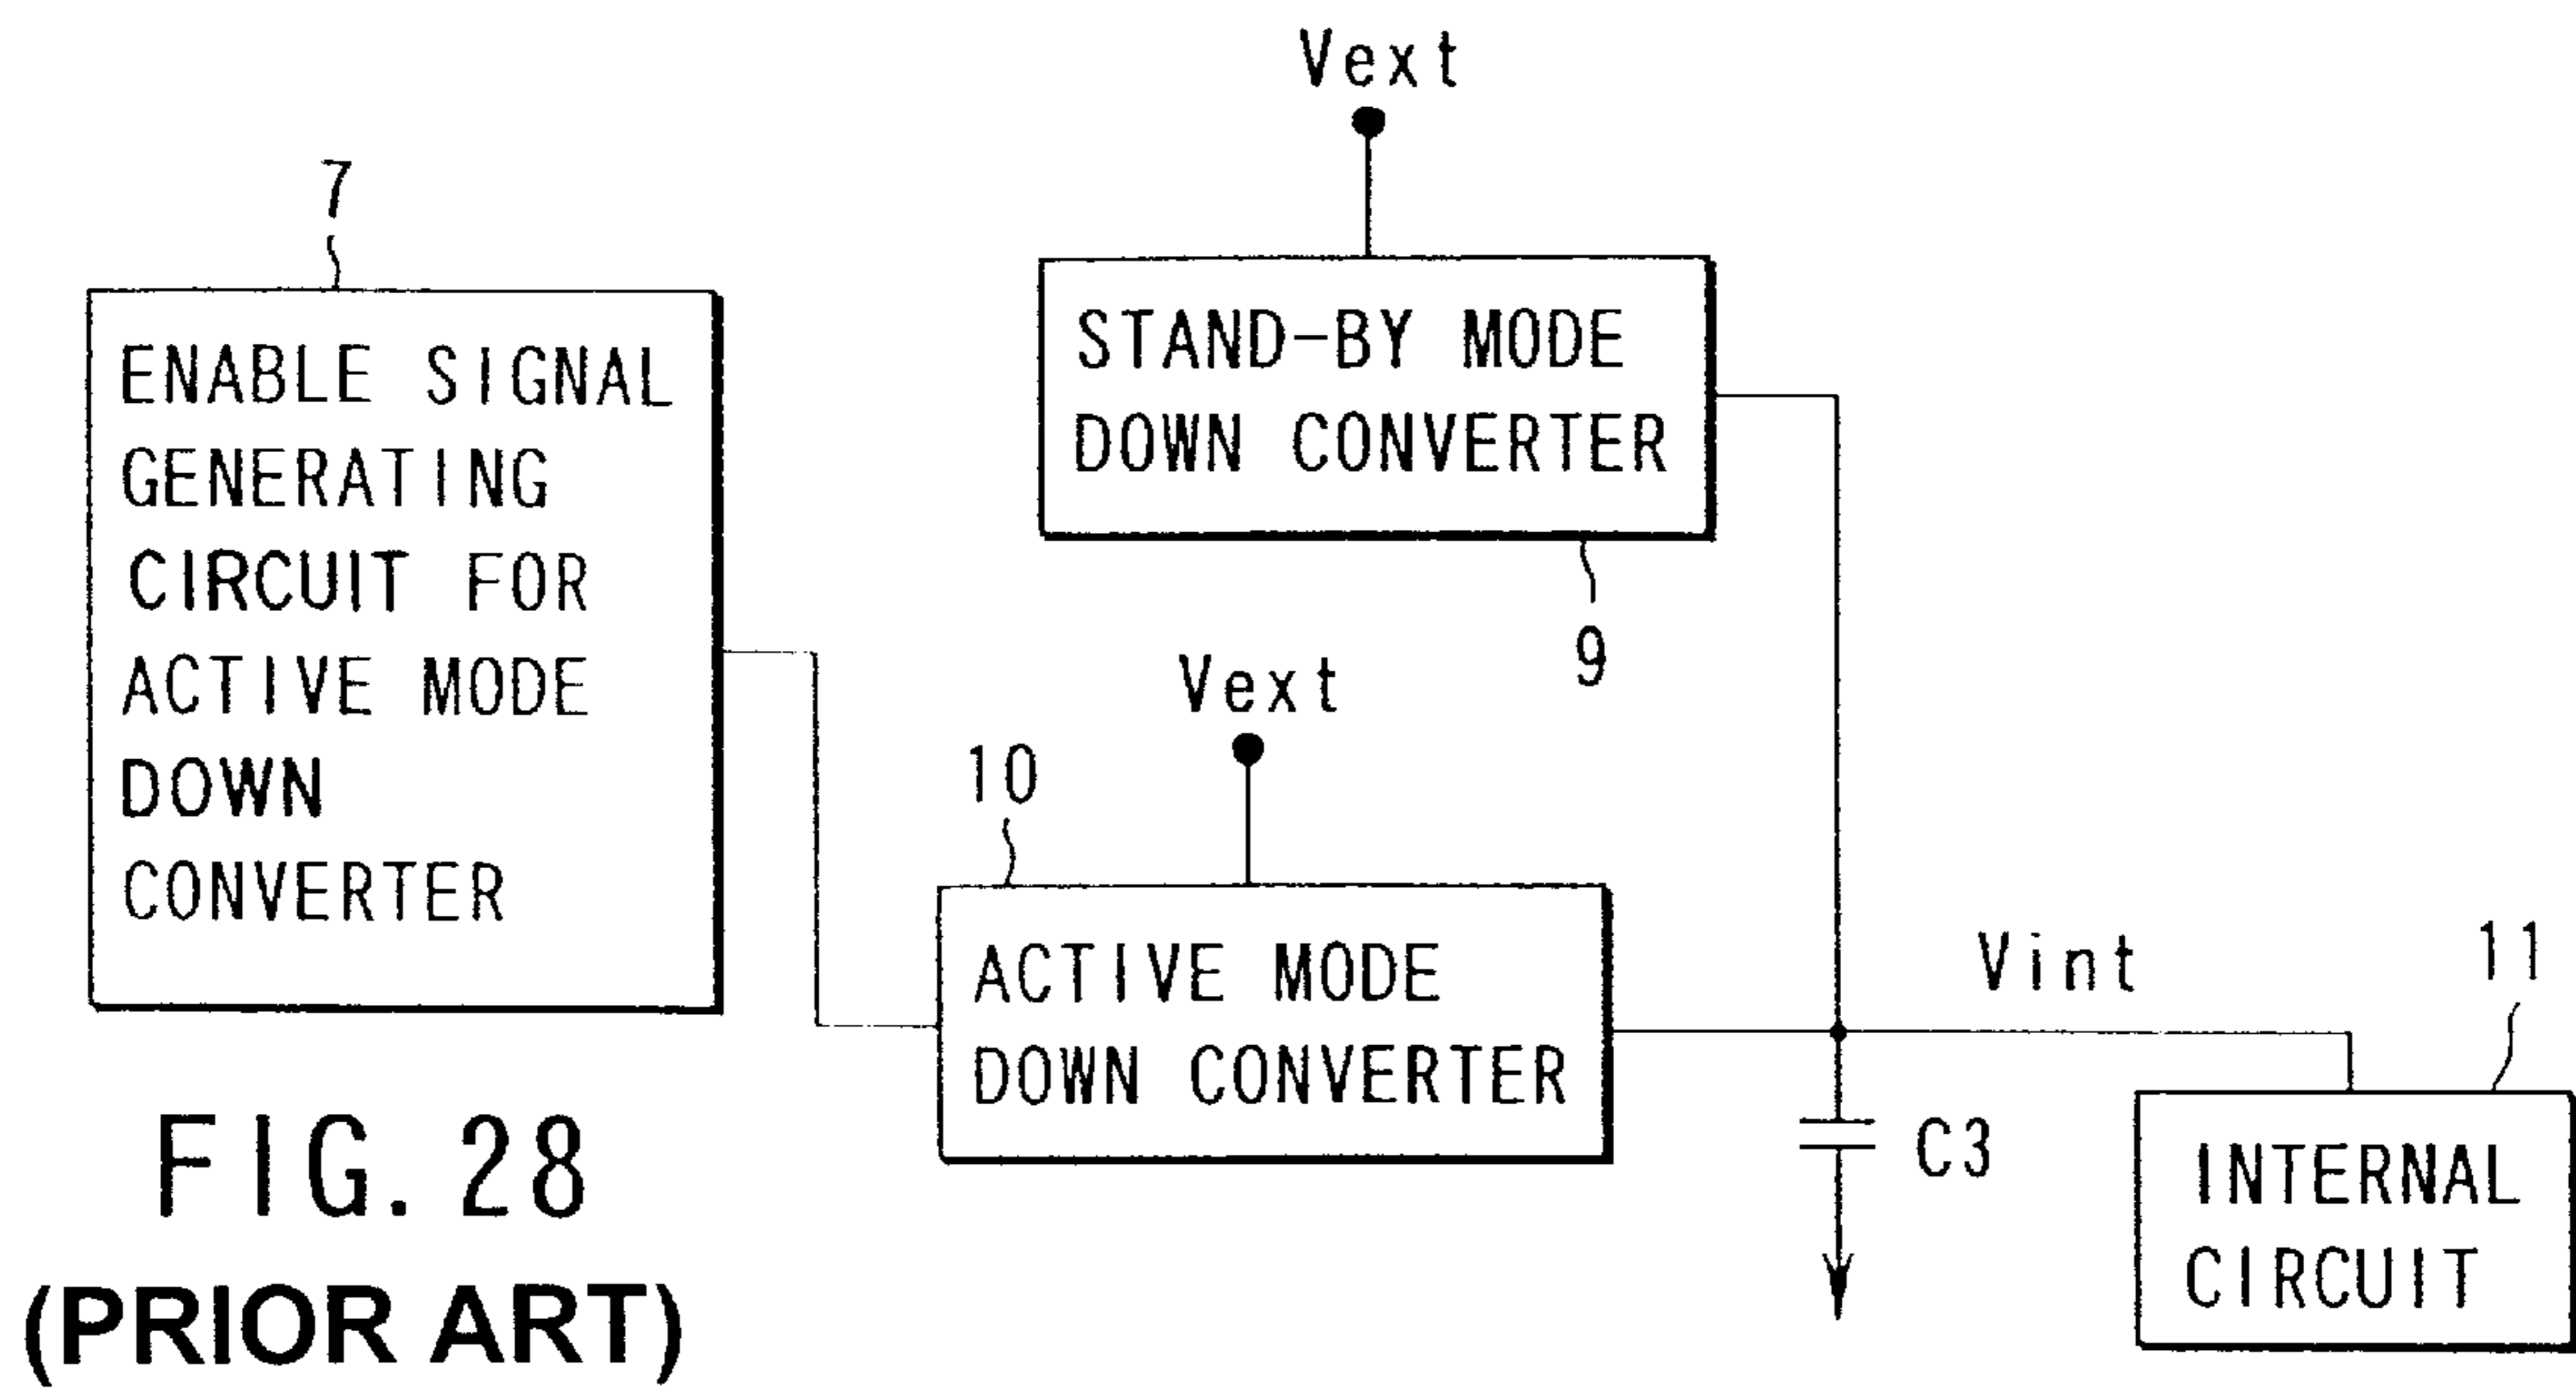 Vext
7
ENABLE SIGNAL
GENERATING
CIRCUIT FOR
ACTIVE MODE
DOWN
CONVERTER
STAND-BY MODE
DOWN CONVERTER
9
Vext
10
ACTIVE MODE
DOWN CONVERTER
Vint
11
C3
INTERNAL
CIRCUIT
FIG. 28
(PRIOR ART)